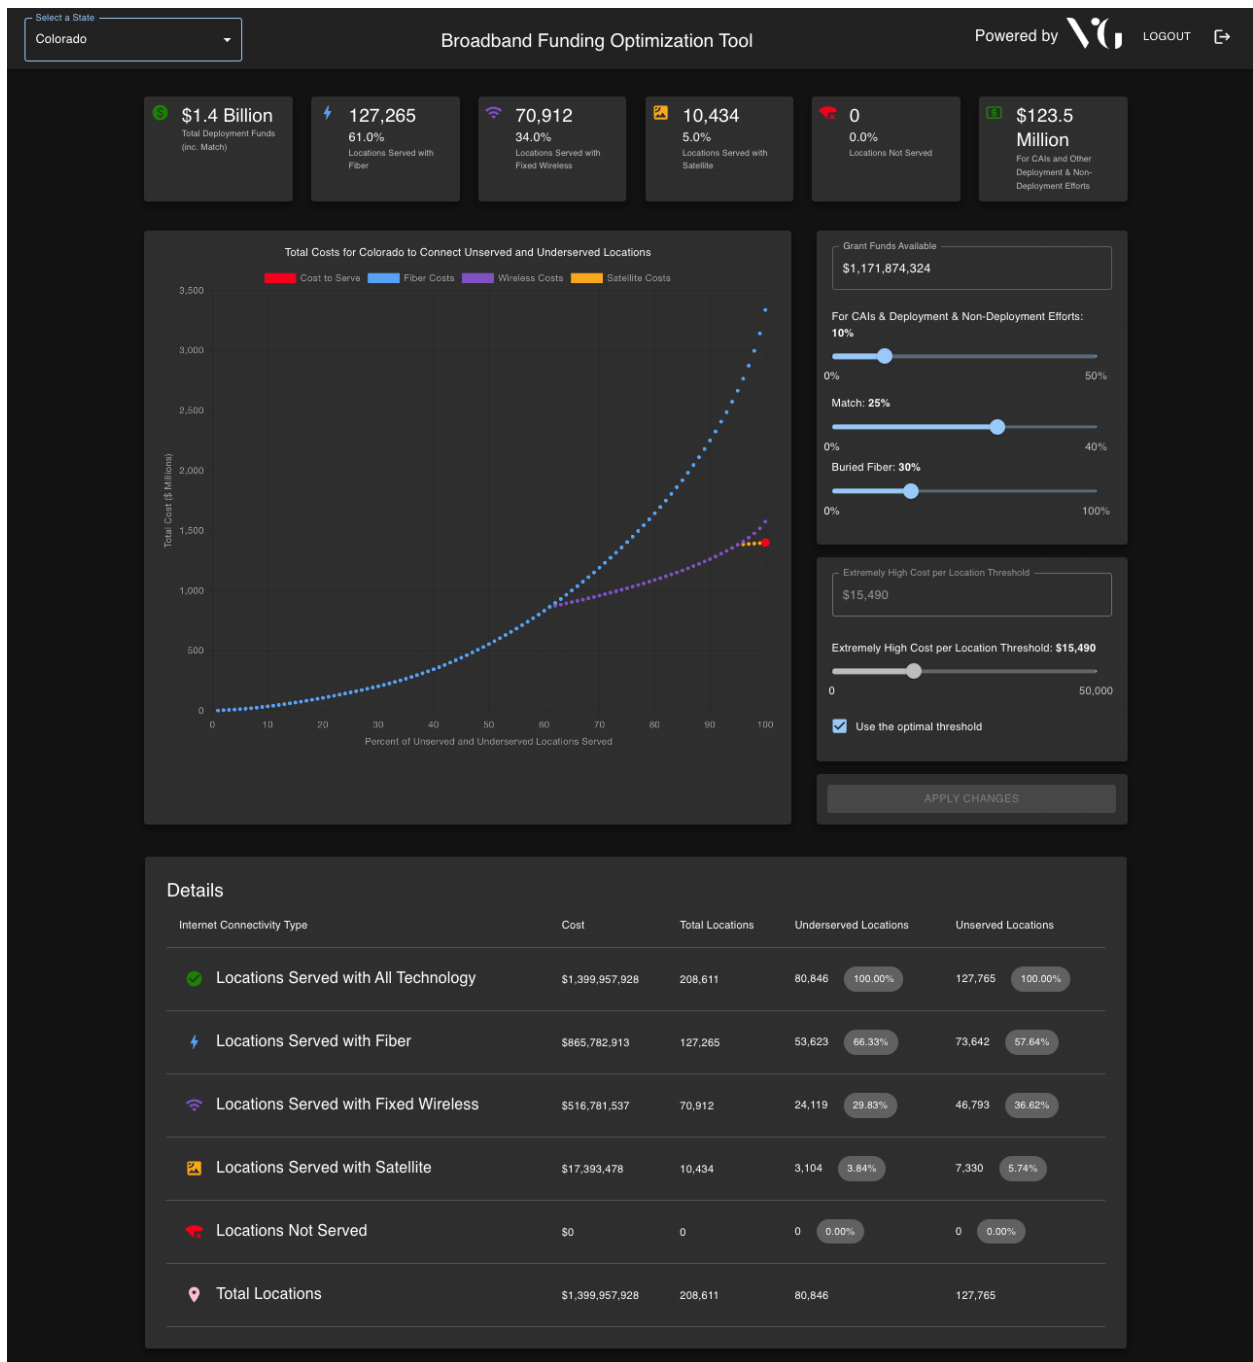 Select a State
Colorado
Broadband Funding Optimization Tool
Powered by
VG
LOGOUT
$1.4 Billion
Total Deployment Funds
(inc. Match)
127,265
61.0%
Locations Served with
Fiber
70,912
34.0%
Locations Served with
Fixed Wireless
10,434
5.0%
Locations Served with
Satellite
0
0.0%
Locations Not Served
$123.5
Million
For CAIs and Other
Deployment & Non-
Deployment Efforts
Total Costs for Colorado to Connect Unserved and Underserved Locations
Cost to Serve Fiber Costs Wireless Costs Satellite Costs
Total Cost ($ Millions)
3,500
3,000
2,500
2,000
1,500
1,000
500
0
0 10 20 30 40 50 60 70 80 90 100
Percent of Unserved and Underserved Locations Served
Grant Funds Available
$1,171,874,324
For CAIs & Deployment & Non-Deployment Efforts:
10%
0% 50%
Match: 25%
0% 40%
Buried Fiber: 30%
0% 100%
Extremely High Cost per Location Threshold
$15,490
Extremely High Cost per Location Threshold: $15,490
0 50,000
Use the optimal threshold
APPLY CHANGES
Details
Internet Connectivity Type Cost Total Locations Underserved Locations Unserved Locations
Locations Served with All Technology $1,399,957,928 208,611 80,846 100.00% 127,765 100.00%
Locations Served with Fiber $865,782,913 127,265 53,623 66.33% 73,642 57.64%
Locations Served with Fixed Wireless $516,781,537 70,912 24,119 29.83% 46,793 36.62%
Locations Served with Satellite $17,393,478 10,434 3,104 3.84% 7,330 5.74%
Locations Not Served $0 0 0 0.00% 0 0.00%
Total Locations $1,399,957,928 208,611 80,846 127,765